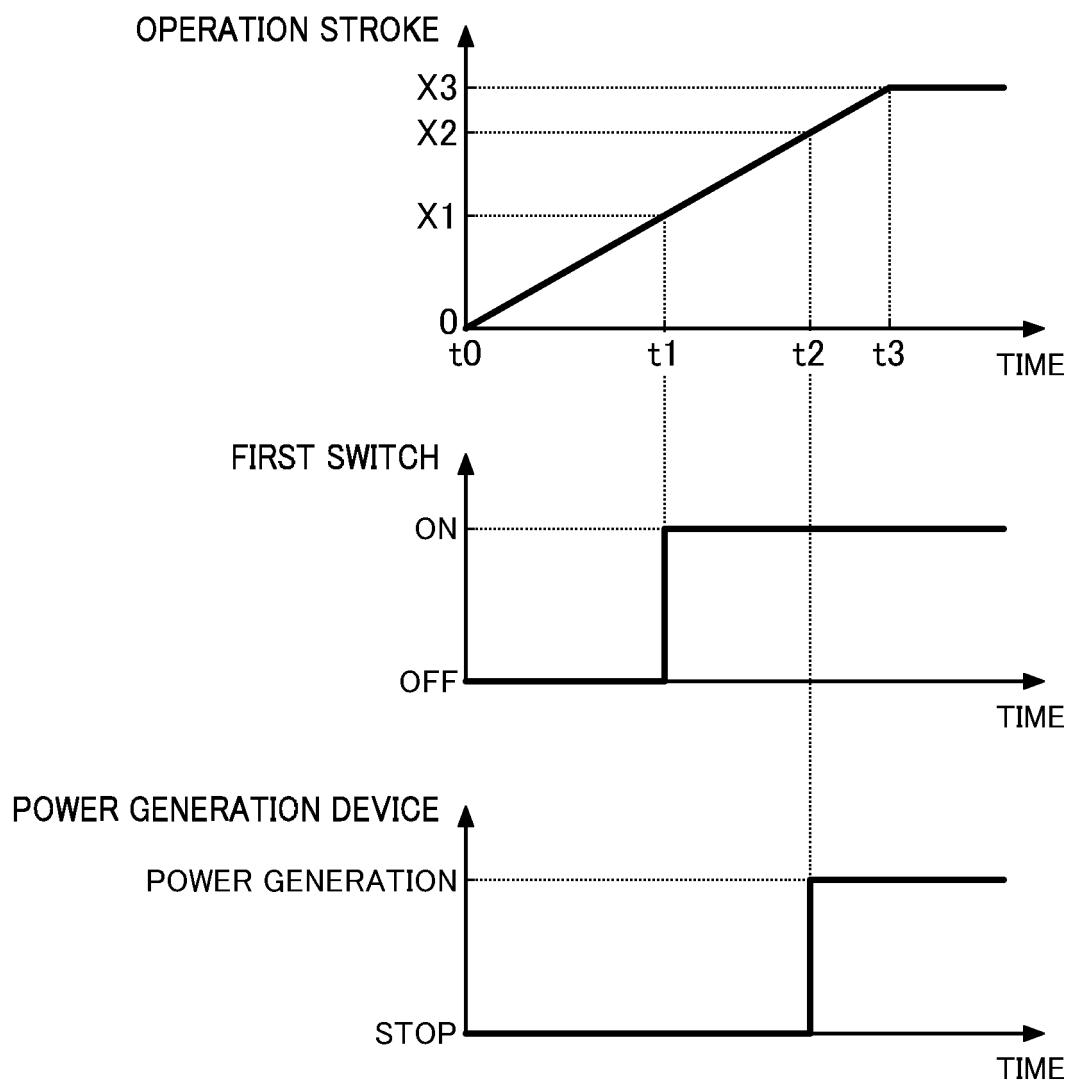 OPERATION STROKE
X3
X2
X1
0
t0 t1 t2 t3
TIME
FIRST SWITCH
ON
OFF
TIME
POWER GENERATION DEVICE
POWER GENERATION
STOP
TIME